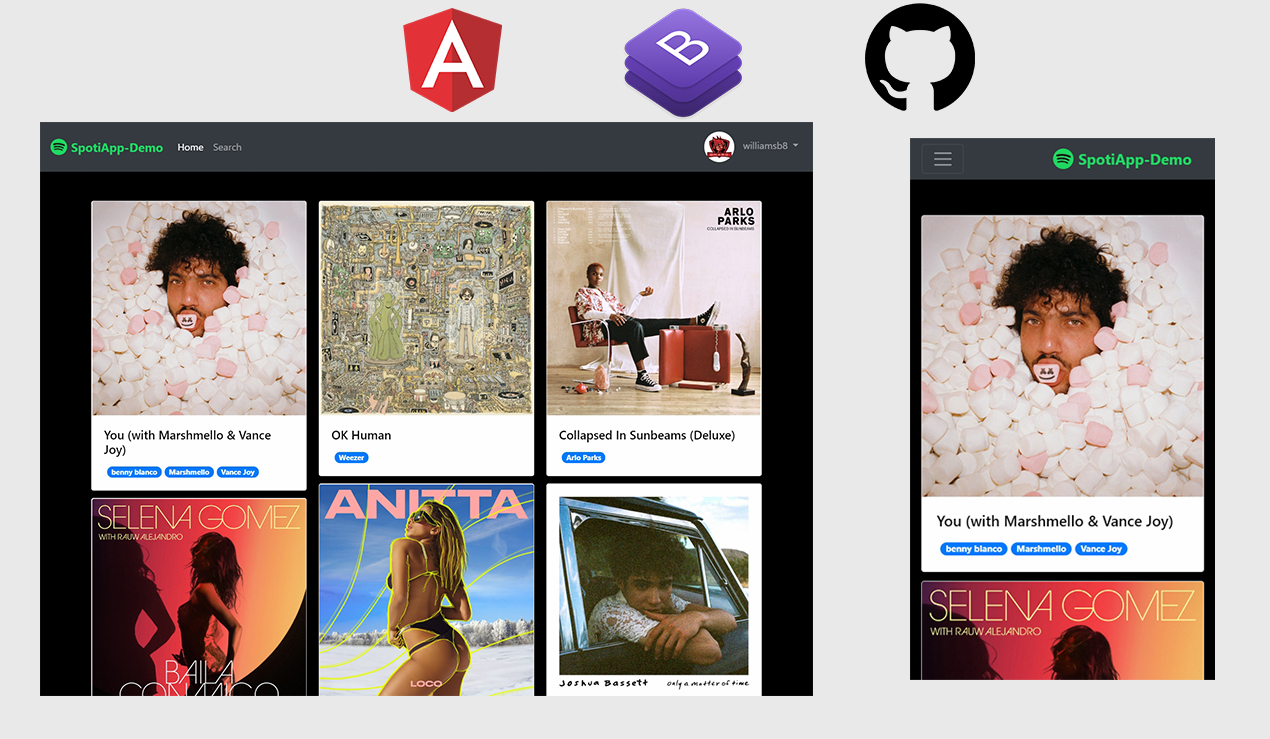 A
B
SpotiApp-Demo Home Search williamsb8
SpotiApp-Demo
ARLO
PARKS
COLLAPSED IN SUNBEAMS
You (with Marshmello & Vance
Joy)
benny blanco Marshmello Vance Joy
OK Human
Weezer
Collapsed In Sunbeams (Deluxe)
Arlo Parks
You (with Marshmello & Vance Joy)
benny blanco Marshmello Vance Joy
SELENA GOMEZ
WITH RAUW ALEJANDRO
BAILA
CONMIGO
ANITTA
LOCO
Joshua Bassett only a matter of time
SELENA GOMEZ
WITH RAUW ALEJANDRO